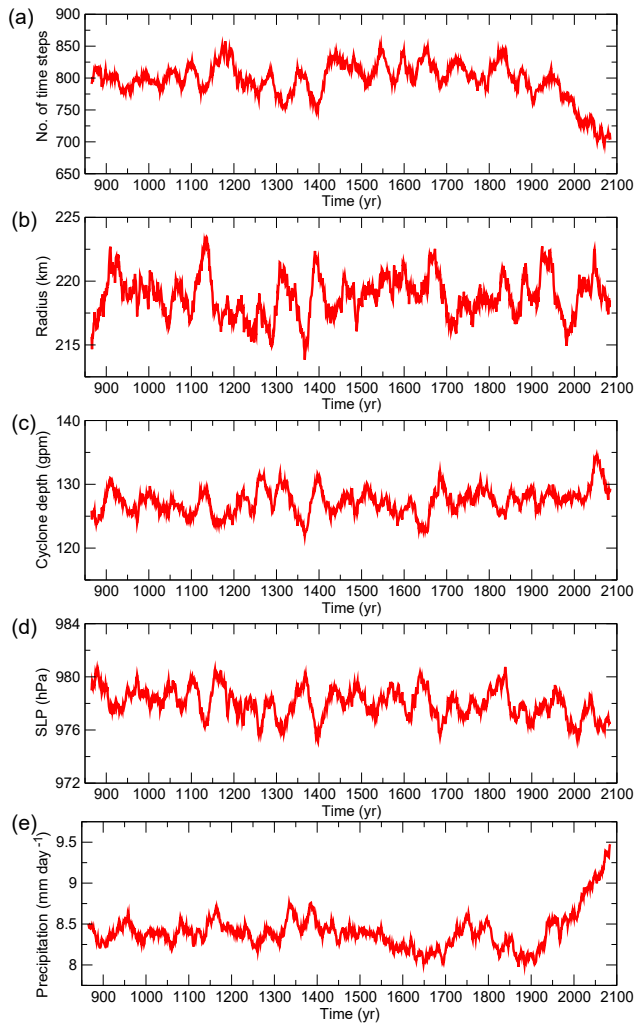 (a)
No. of time steps
900
850
800
750
700
650
900 1000 1100 1200 1300 1400 1500 1600 1700 1800 1900 2000 2100
Time (yr)
(b)
Radius (km)
225
220
215
900 1000 1100 1200 1300 1400 1500 1600 1700 1800 1900 2000 2100
Time (yr)
(c)
Cyclone depth (gpm)
140
130
120
900 1000 1100 1200 1300 1400 1500 1600 1700 1800 1900 2000 2100
Time (yr)
(d)
SLP (hPa)
984
980
976
972
900 1000 1100 1200 1300 1400 1500 1600 1700 1800 1900 2000 2100
Time (yr)
(e)
Precipitation (mm day⁻¹)
9.5
9
8.5
8
900 1000 1100 1200 1300 1400 1500 1600 1700 1800 1900 2000 2100
Time (yr)